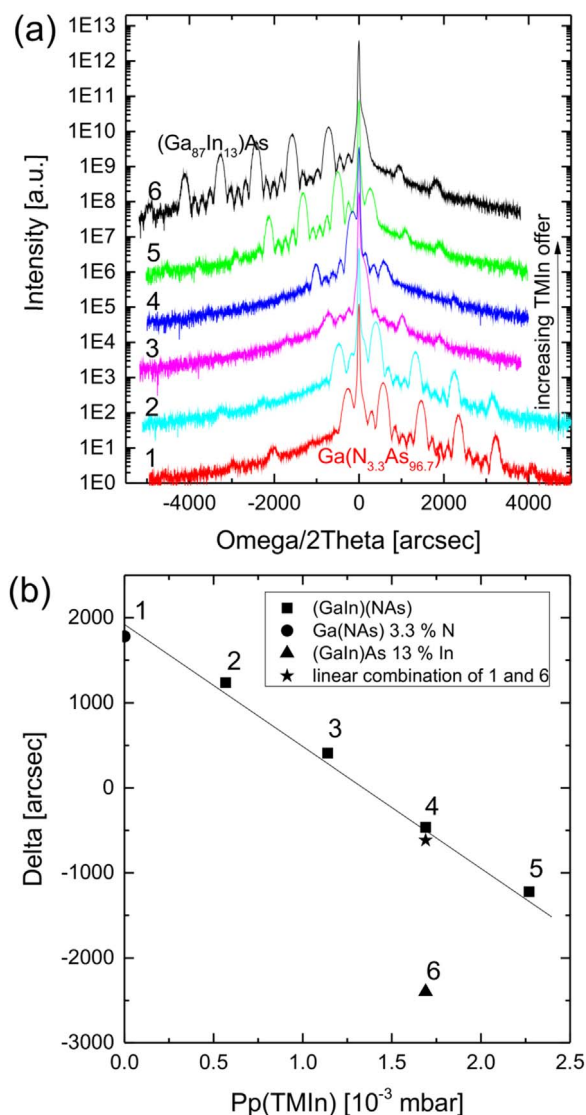 (a)
1E13
1E12
1E11
1E10
1E9
1E8
1E7
1E6
1E5
1E4
1E3
1E2
1E1
1E0
Intensity [a.u.]
(Ga87In13)As
6
5
4
3
2
1
Ga(N3.3As96.7)
increasing TMIn offer
-4000 -2000 0 2000 4000
Omega/2Theta [arcsec]
(b)
2000
1000
0
-1000
-2000
-3000
Delta [arcsec]
(GaIn)(NAs)
Ga(NAs) 3.3 % N
(GaIn)As 13 % In
linear combination of 1 and 6
1
2
3
4
5
6
0.0 0.5 1.0 1.5 2.0 2.5
Pp(TMIn) [10-3 mbar]